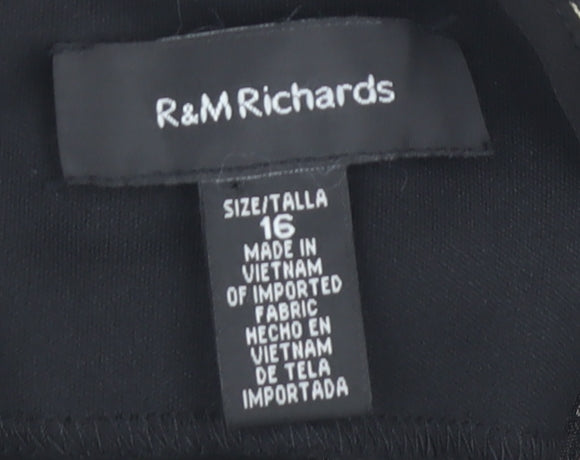 R&M Richards
SIZE/TALLA
16
MADE IN
VIETNAM
OF IMPORTED
FABRIC
HECHO EN
VIETNAM
DE TELA
IMPORTADA